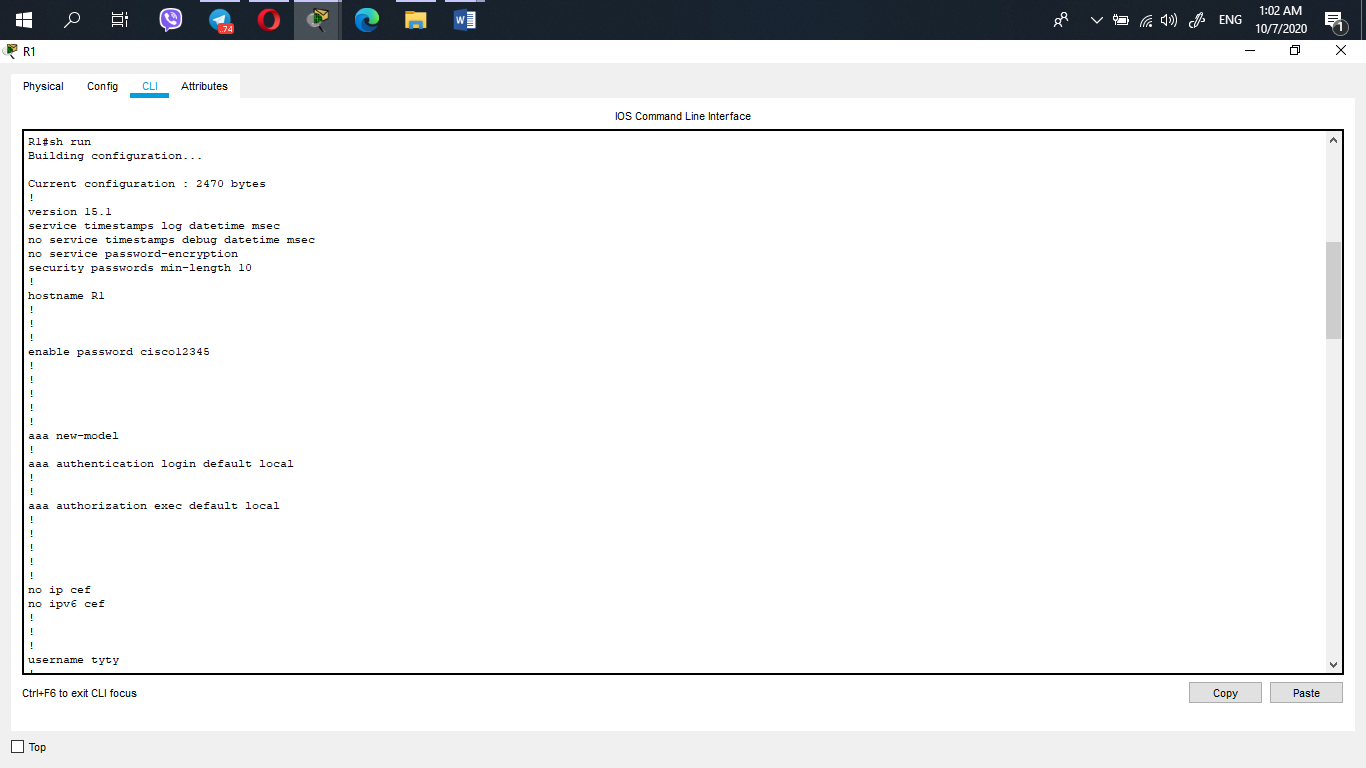 74
ENG
1:02 AM
10/7/2020
1
R1
Physical Config CLI Attributes
IOS Command Line Interface
R1#sh run
Building configuration...
Current configuration : 2470 bytes
!
version 15.1
service timestamps log datetime msec
no service timestamps debug datetime msec
no service password-encryption
security passwords min-length 10
!
hostname R1
!
!
!
enable password cisco12345
!
!
!
!
!
aaa new-model
!
aaa authentication login default local
!
!
aaa authorization exec default local
!
!
!
!
!
no ip cef
no ipv6 cef
!
!
!
username tyty
!
Ctrl+F6 to exit CLI focus
Copy Paste
Top